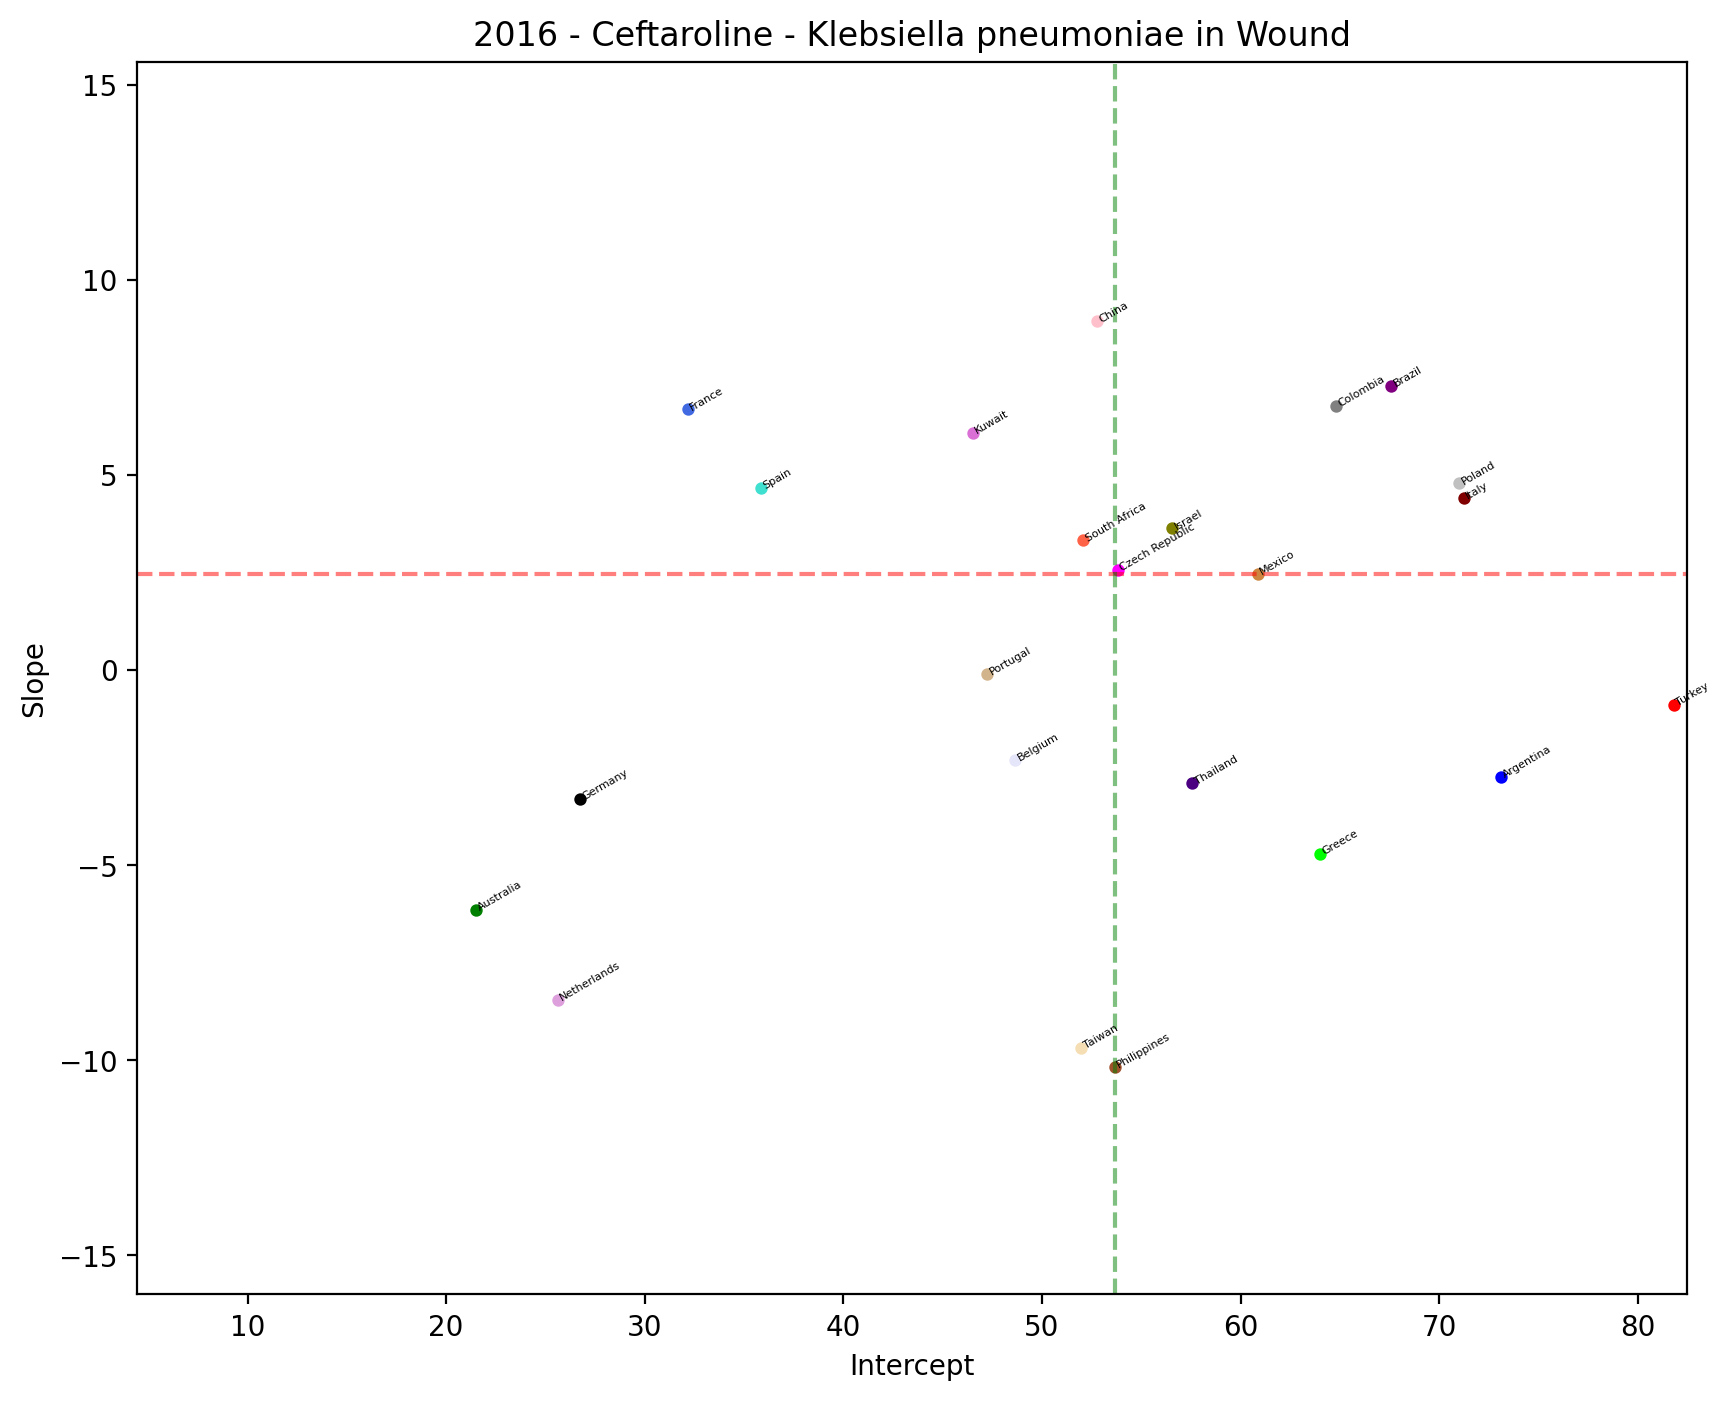 2016 - Ceftaroline - Klebsiella pneumoniae in Wound
15
10
5
0
−5
−10
−15
Slope
China
Brazil
Colombia
France
Kuwait
Poland
Italy
Spain
Israel
South Africa
Czech Republic
Mexico
Portugal
Turkey
Belgium
Argentina
Thailand
Germany
Greece
Australia
Netherlands
Taiwan
Philippines
10 20 30 40 50 60 70 80
Intercept